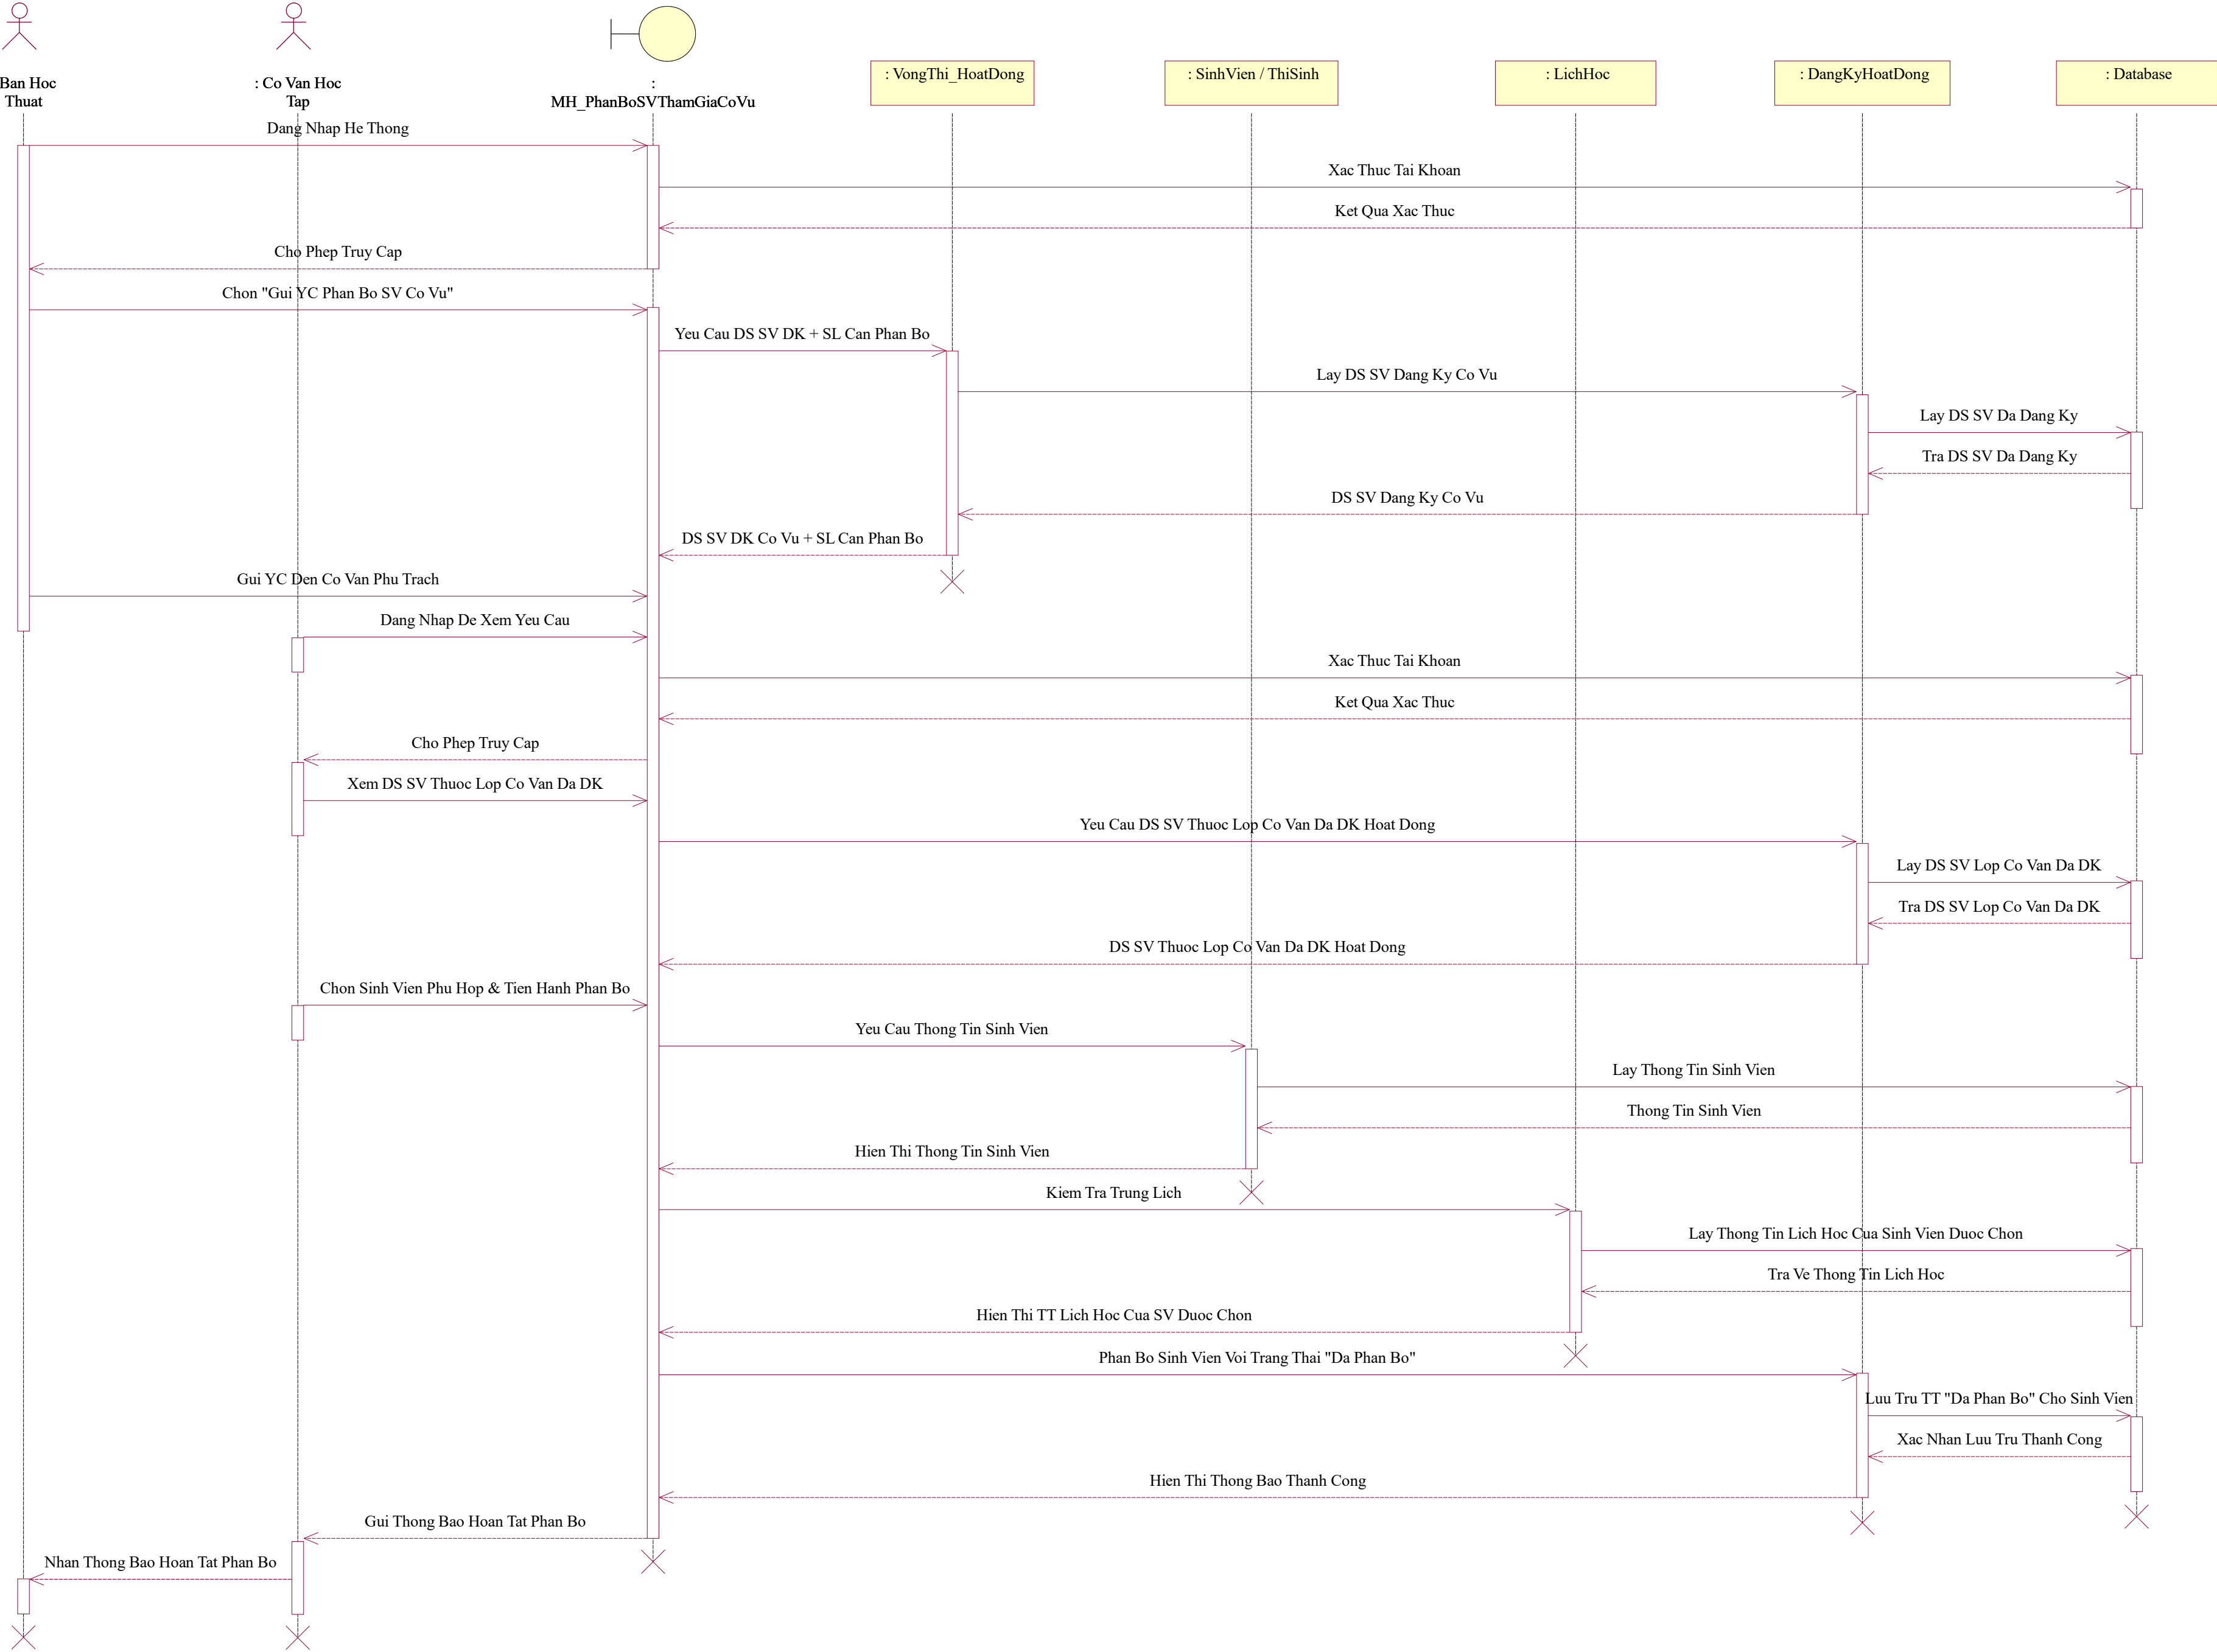 Ban Hoc
Thuat
: Co Van Hoc
Tap
:
MH_PhanBoSVThamGiaCoVu
: VongThi_HoatDong
: SinhVien / ThiSinh
: LichHoc
: DangKyHoatDong
: Database
Dang Nhap He Thong
Xac Thuc Tai Khoan
Ket Qua Xac Thuc
Cho Phep Truy Cap
Chon "Gui YC Phan Bo SV Co Vu"
Yeu Cau DS SV DK + SL Can Phan Bo
Lay DS SV Dang Ky Co Vu
Lay DS SV Da Dang Ky
Tra DS SV Da Dang Ky
DS SV Dang Ky Co Vu
DS SV DK Co Vu + SL Can Phan Bo
Gui YC Den Co Van Phu Trach
Dang Nhap De Xem Yeu Cau
Xac Thuc Tai Khoan
Ket Qua Xac Thuc
Cho Phep Truy Cap
Xem DS SV Thuoc Lop Co Van Da DK
Yeu Cau DS SV Thuoc Lop Co Van Da DK Hoat Dong
Lay DS SV Lop Co Van Da DK
Tra DS SV Lop Co Van Da DK
DS SV Thuoc Lop Co Van Da DK Hoat Dong
Chon Sinh Vien Phu Hop & Tien Hanh Phan Bo
Yeu Cau Thong Tin Sinh Vien
Lay Thong Tin Sinh Vien
Thong Tin Sinh Vien
Hien Thi Thong Tin Sinh Vien
Kiem Tra Trung Lich
Lay Thong Tin Lich Hoc Cua Sinh Vien Duoc Chon
Tra Ve Thong Tin Lich Hoc
Hien Thi TT Lich Hoc Cua SV Duoc Chon
Phan Bo Sinh Vien Voi Trang Thai "Da Phan Bo"
Luu Tru TT "Da Phan Bo" Cho Sinh Vien
Xac Nhan Luu Tru Thanh Cong
Hien Thi Thong Bao Thanh Cong
Gui Thong Bao Hoan Tat Phan Bo
Nhan Thong Bao Hoan Tat Phan Bo